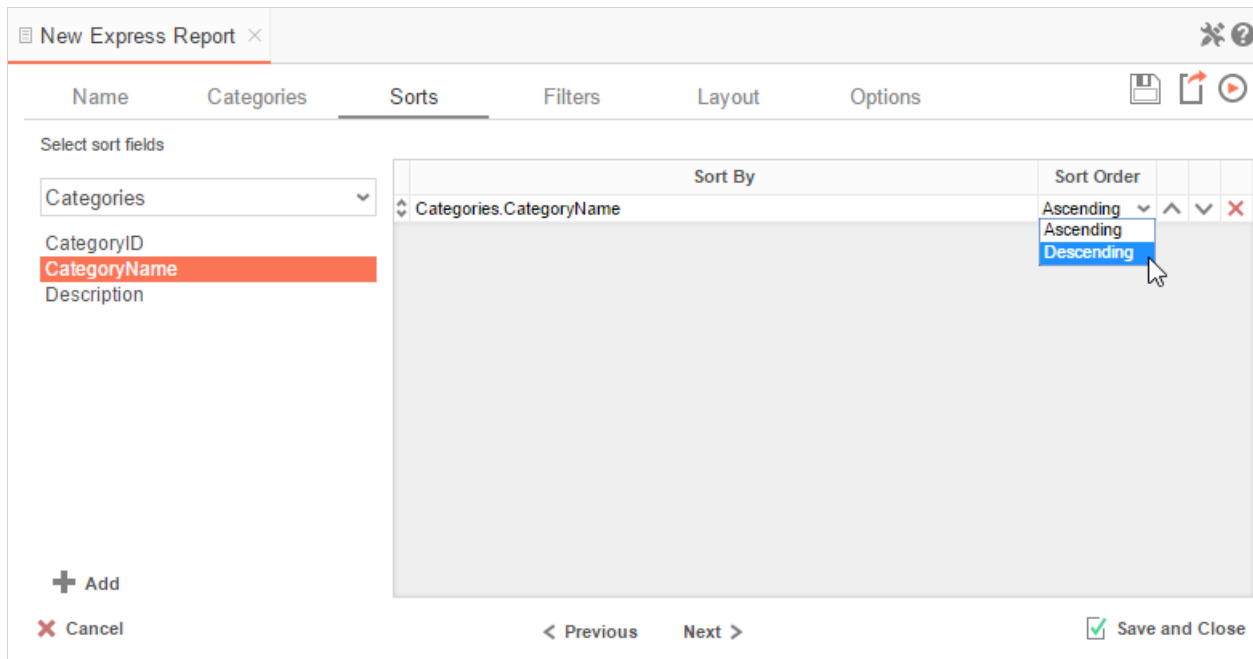 New Express Report
Name Categories Sorts Filters Layout Options
Select sort fields
Categories
CategoryID
CategoryName
Description
Sort By Sort Order
Categories.CategoryName Ascending
Ascending
Descending
Add
Cancel
< Previous Next >
Save and Close